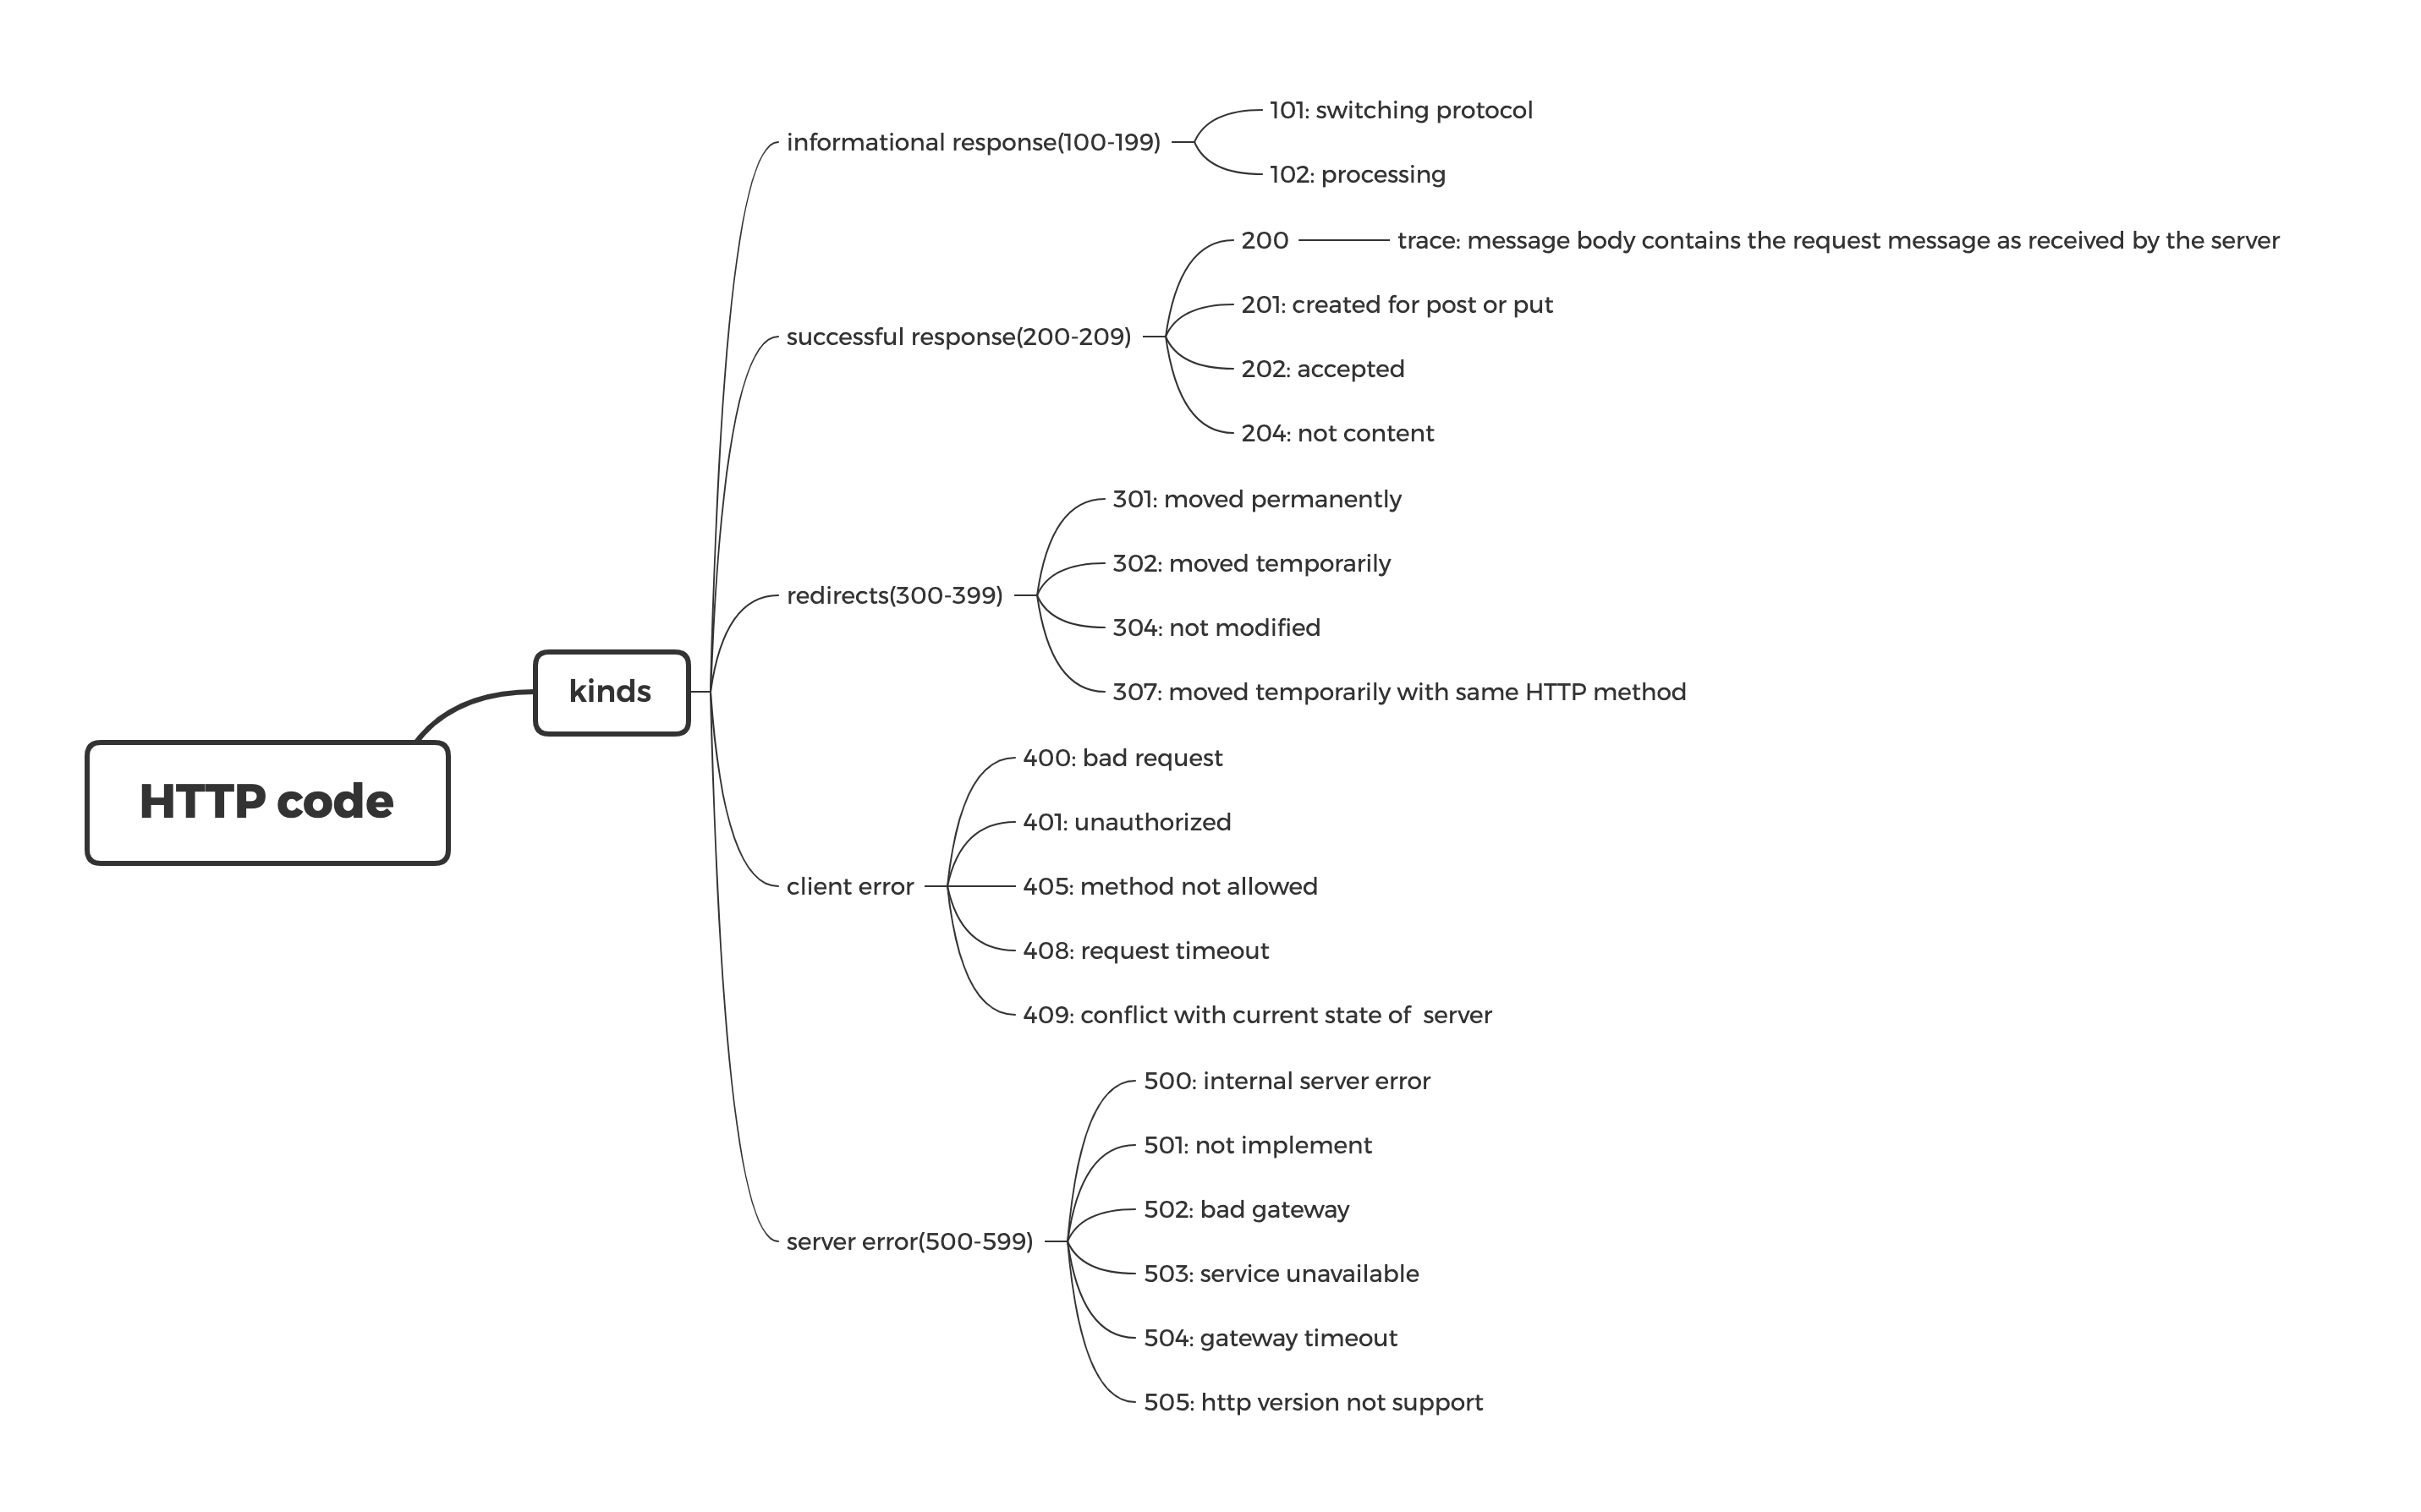 HTTP code
kinds
informational response(100-199)
101: switching protocol
102: processing
successful response(200-209)
200
trace: message body contains the request message as received by the server
201: created for post or put
202: accepted
204: not content
redirects(300-399)
301: moved permanently
302: moved temporarily
304: not modified
307: moved temporarily with same HTTP method
client error
400: bad request
401: unauthorized
405: method not allowed
408: request timeout
409: conflict with current state of  server
server error(500-599)
500: internal server error
501: not implement
502: bad gateway
503: service unavailable
504: gateway timeout
505: http version not support